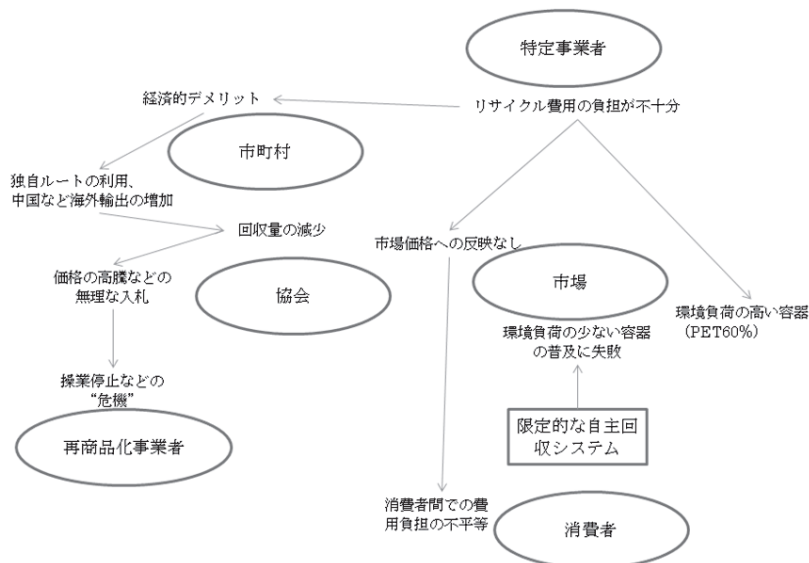 特定事業者
経済的デメリット
リサイクル費用の負担が不十分
市町村
独自ルートの利用、
中国など海外輸出の増加
回収量の減少
市場価格への反映なし
価格の高騰などの
無理な入札
協会
市場
環境負荷の高い容器
(PET60%)
環境負荷の少ない容器
の普及に失敗
操業停止などの
“危機”
再商品化事業者
限定的な自主回
収システム
消費者間での費
用負担の不平等
消費者